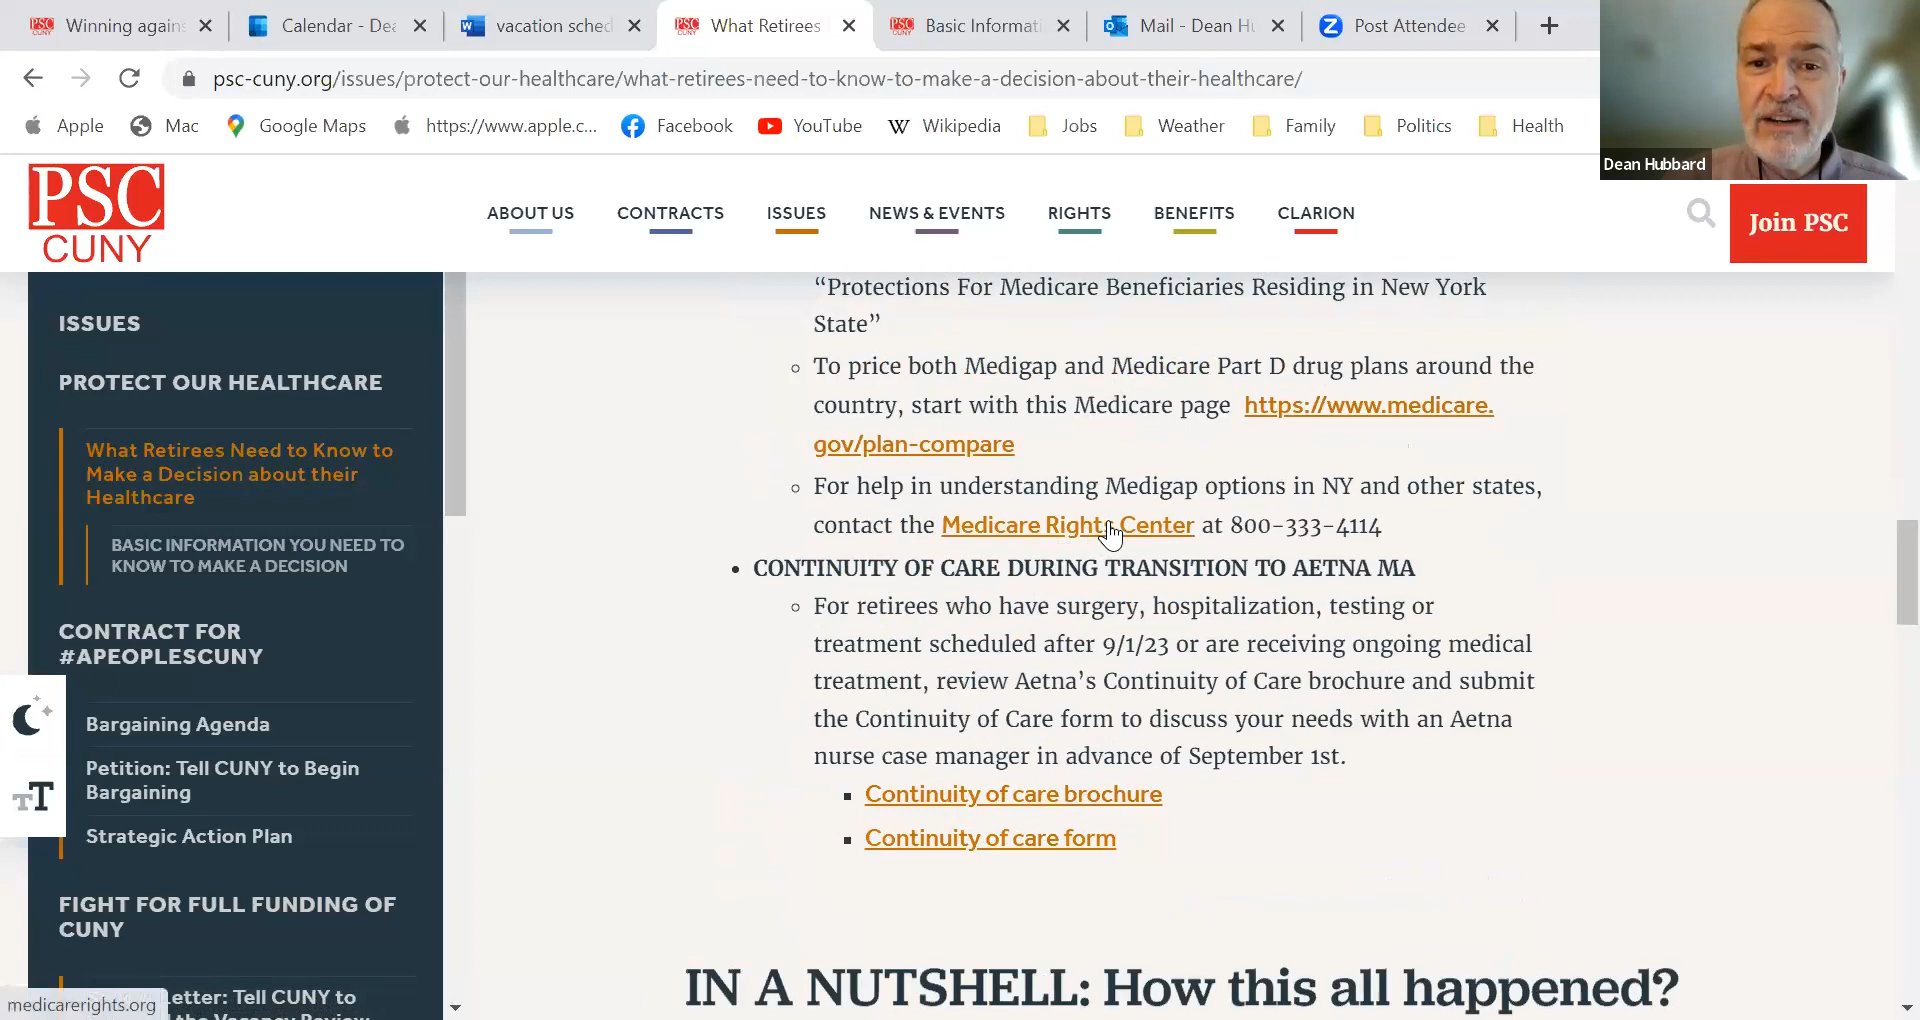 Winning agains
Calendar - Dea
vacation sched
What Retirees
Basic Informati
Mail - Dean Hu
Post Attendee
psc-cuny.org/issues/protect-our-healthcare/what-retirees-need-to-know-to-make-a-decision-about-their-healthcare/
Apple
Mac
Google Maps
https://www.apple.c...
Facebook
YouTube
W Wikipedia
Jobs
Weather
Family
Politics
Health
Dean Hubbard
PSC
CUNY
ABOUT US
CONTRACTS
ISSUES
NEWS & EVENTS
RIGHTS
BENEFITS
CLARION
Join PSC
ISSUES
PROTECT OUR HEALTHCARE
What Retirees Need to Know to
Make a Decision about their
Healthcare
BASIC INFORMATION YOU NEED TO
KNOW TO MAKE A DECISION
CONTRACT FOR
#APEOPLESCUNY
Bargaining Agenda
Petition: Tell CUNY to Begin
Bargaining
Strategic Action Plan
FIGHT FOR FULL FUNDING OF
CUNY
Letter: Tell CUNY to
the Vacancy Review
medicarerights.org
“Protections For Medicare Beneficiaries Residing in New York
State”
To price both Medigap and Medicare Part D drug plans around the
country, start with this Medicare page https://www.medicare.
gov/plan-compare
For help in understanding Medigap options in NY and other states,
contact the Medicare Rights Center at 800-333-4114
• CONTINUITY OF CARE DURING TRANSITION TO AETNA MA
For retirees who have surgery, hospitalization, testing or
treatment scheduled after 9/1/23 or are receiving ongoing medical
treatment, review Aetna’s Continuity of Care brochure and submit
the Continuity of Care form to discuss your needs with an Aetna
nurse case manager in advance of September 1st.
Continuity of care brochure
Continuity of care form
IN A NUTSHELL: How this all happened?